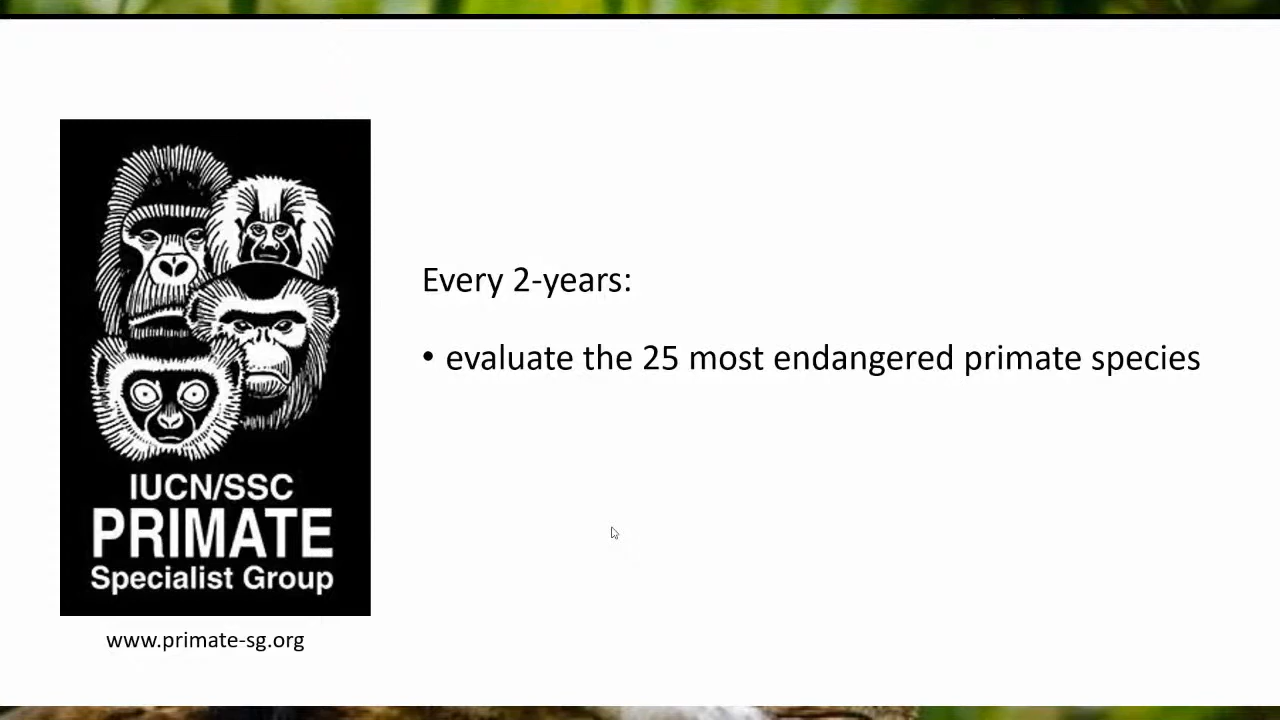 Every 2-years:
• evaluate the 25 most endangered primate species
IUCN/SSC
PRIMATE
Specialist Group
www.primate-sg.org